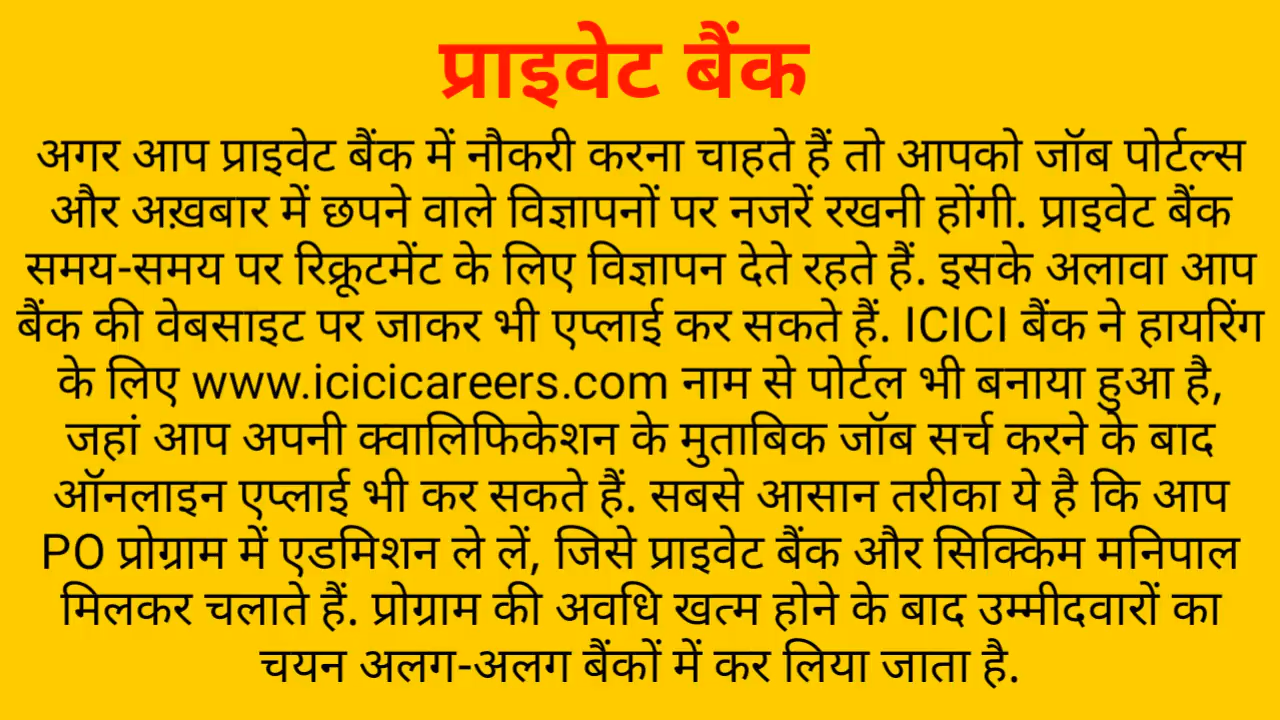 प्राइवेट बैंक
अगर आप प्राइवेट बैंक में नौकरी करना चाहते हैं तो आपको जॉब पोर्टल्स
और अख़बार में छपने वाले विज्ञापनों पर नजरें रखनी होंगी. प्राइवेट बैंक
समय-समय पर रिक्रूटमेंट के लिए विज्ञापन देते रहते हैं. इसके अलावा आप
बैंक की वेबसाइट पर जाकर भी एप्लाई कर सकते हैं. ICICI बैंक ने हायरिंग
के लिए www.icicicareers.com नाम से पोर्टल भी बनाया हुआ है,
जहां आप अपनी क्वालिफिकेशन के मुताबिक जॉब सर्च करने के बाद
ऑनलाइन एप्लाई भी कर सकते हैं. सबसे आसान तरीका ये है कि आप
PO प्रोग्राम में एडमिशन ले लें, जिसे प्राइवेट बैंक और सिक्किम मनिपाल
मिलकर चलाते हैं. प्रोग्राम की अवधि खत्म होने के बाद उम्मीदवारों का
चयन अलग-अलग बैंकों में कर लिया जाता है.